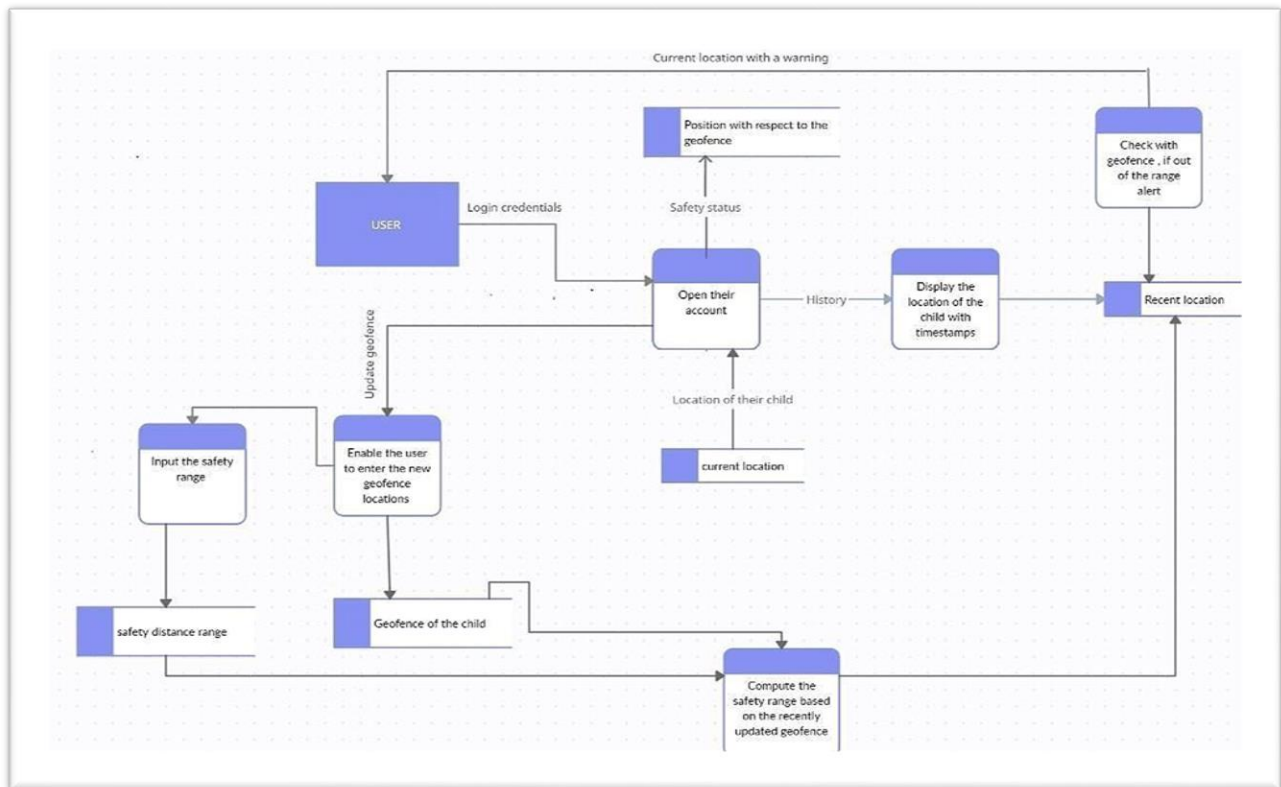 Current location with a warning
Position with respect to the
geofence
Check with
geofence , if out
of the range
alert
USER
Login credentials
Safety status
Open their
account
History
Display the
location of the
child with
timestamps
Recent location
Update geofence
Location of their child
current location
Input the safety
range
Enable the user
to enter the new
geofence
locations
safety distance range
Geofence of the child
Compute the
safety range based
on the recently
updated geofence